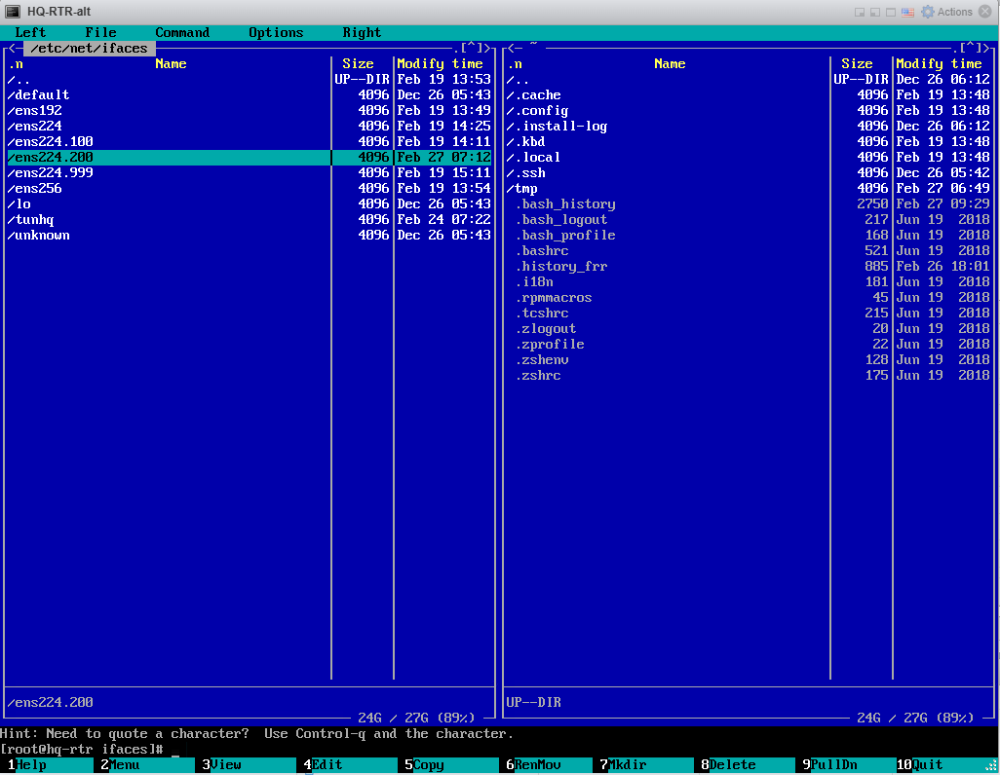 HQ-RTR-alt Actions
Left File Command Options Right
<- /etc/net/ifaces .[^]> <- ~ .[^]>
.n Name Size Modify time .n Name Size Modify time
/.. UP--DIR Feb 19 13:53 /.. UP--DIR Dec 26 06:12
/default 4096 Dec 26 05:43 /.cache 4096 Feb 19 13:48
/ens192 4096 Feb 19 13:49 /.config 4096 Feb 19 13:48
/ens224 4096 Feb 19 14:25 /.install-log 4096 Dec 26 06:12
/ens224.100 4096 Feb 19 14:11 /.kbd 4096 Feb 19 13:48
/ens224.200 4096 Feb 27 07:12 /.local 4096 Feb 19 13:48
/ens224.999 4096 Feb 19 15:11 /.ssh 4096 Dec 26 05:42
/ens256 4096 Feb 19 13:54 /tmp 4096 Feb 27 06:49
/lo 4096 Dec 26 05:43 .bash_history 2750 Feb 27 09:29
/tunhq 4096 Feb 24 07:22 .bash_logout 217 Jun 19 2018
/unknown 4096 Dec 26 05:43 .bash_profile 168 Jun 19 2018
.bashrc 521 Jun 19 2018
.history_frr 885 Feb 26 18:01
.i18n 181 Jun 19 2018
.rpmmacros 45 Jun 19 2018
.tcshrc 215 Jun 19 2018
.zlogout 20 Jun 19 2018
.zprofile 22 Jun 19 2018
.zshenv 128 Jun 19 2018
.zshrc 175 Jun 19 2018
/ens224.200 UP--DIR
24G / 27G (89%) 24G / 27G (89%)
Hint: Need to quote a character?  Use Control-q and the character.
[root@hq-rtr ifaces]# _
1Help 2Menu 3View 4Edit 5Copy 6RenMov 7Mkdir 8Delete 9PullDn 10Quit